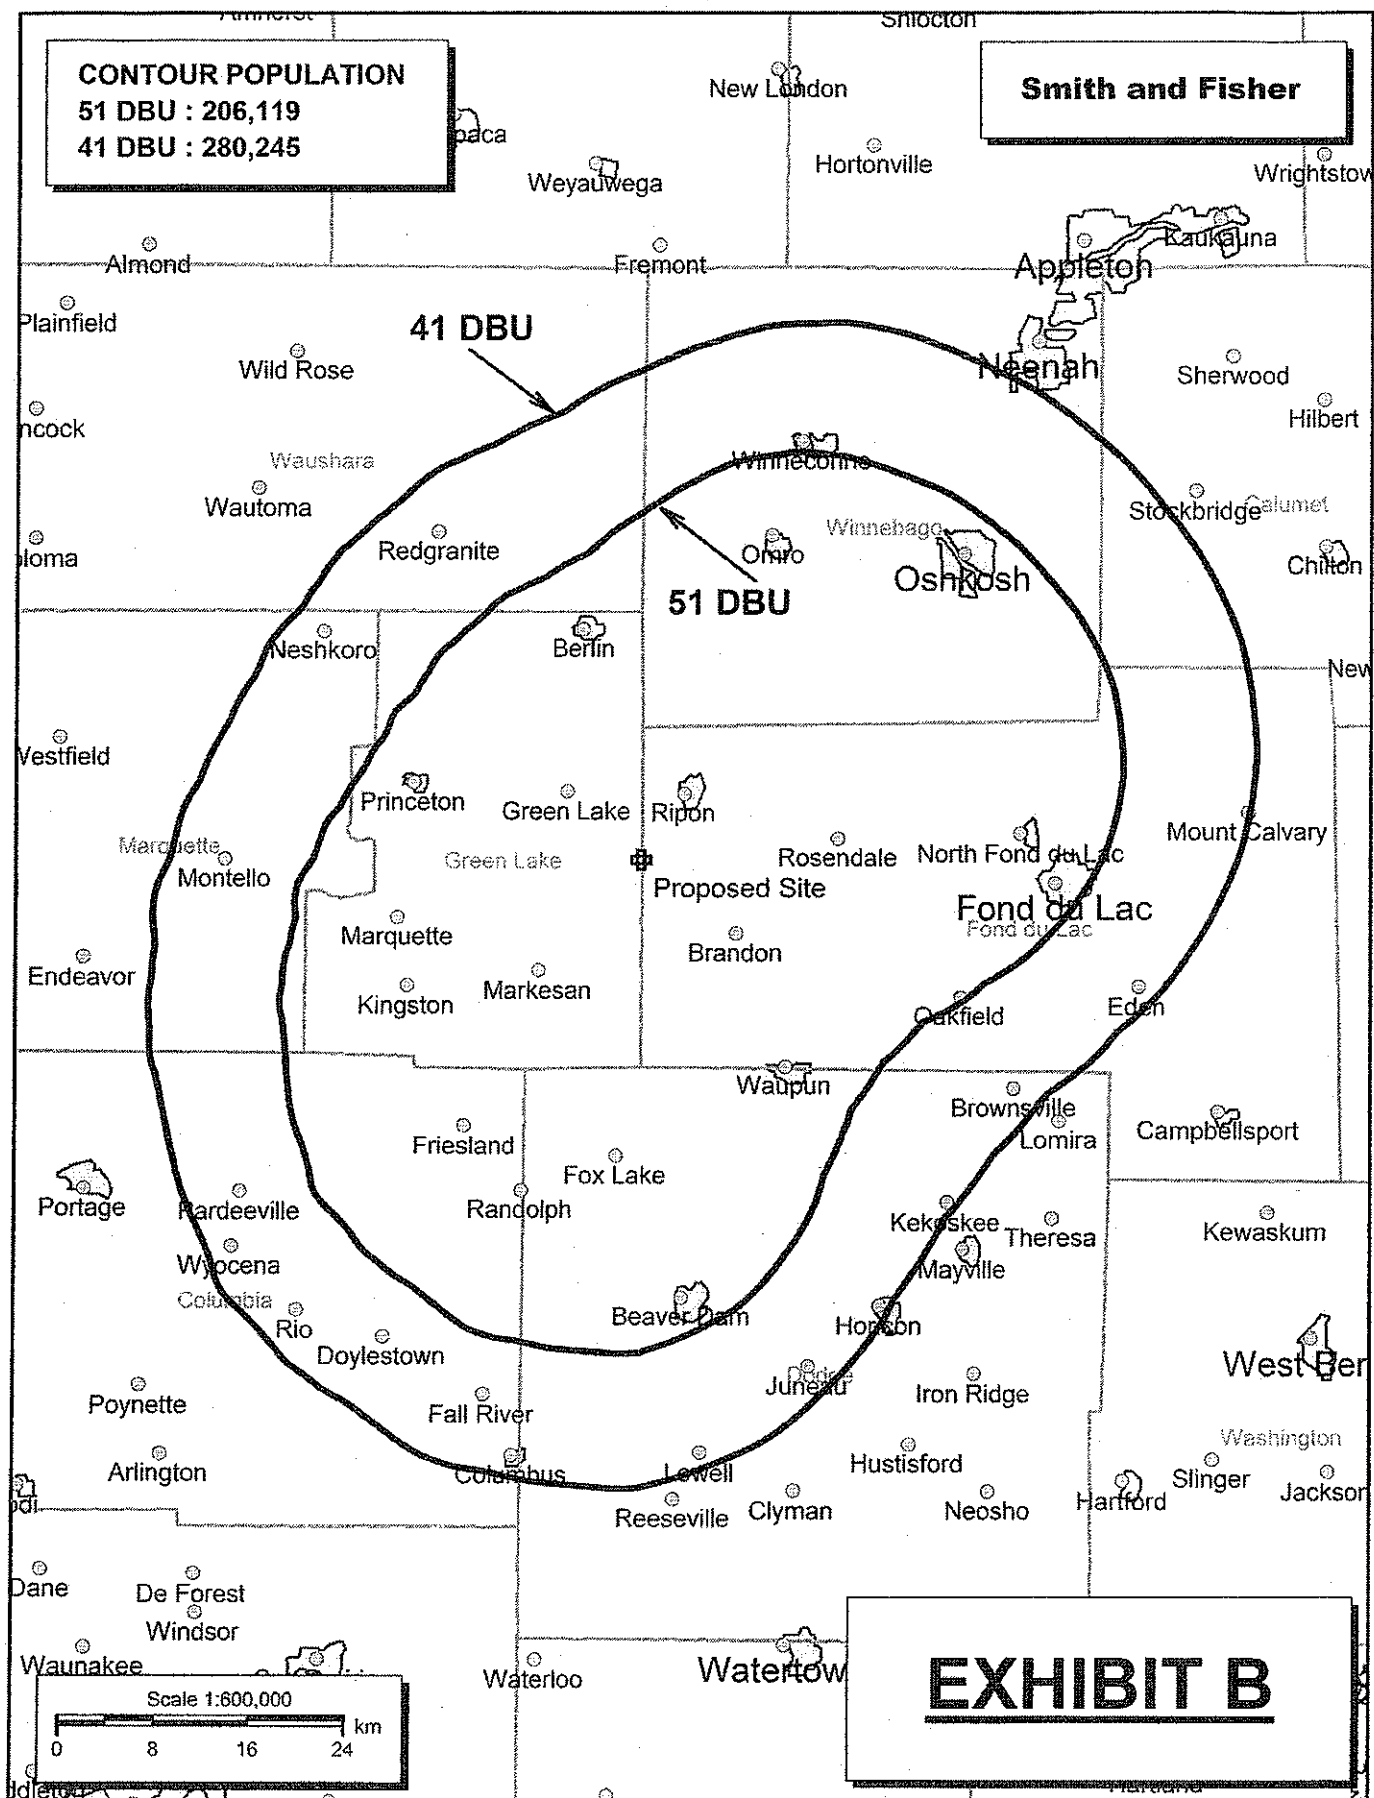 Shiocton
CONTOUR POPULATION
51 DBU : 206,119
41 DBU : 280,245
Smith and Fisher
New London
Hortonville
Weyauwega
Wrightstow
Kaukauna
Almond
Fremont
Appleton
Plainfield
41 DBU
Wild Rose
Neenah
Sherwood
ncock
Hilbert
Waushara
Winneconne
Wautoma
Stockbridge
Calumet
Redgranite
Winnebago
Omro
Oshkosh
Chilton
loma
51 DBU
Neshkoro
Berlin
New
Westfield
Princeton
Green Lake
Ripon
Mount Calvary
Marquette
Montello
Green Lake
Rosendale
North Fond du Lac
Proposed Site
Fond du Lac
Fond du Lac
Marquette
Brandon
Endeavor
Kingston
Markesan
Oakfield
Eden
Waupun
Brownsville
Lomira
Campbellsport
Friesland
Fox Lake
Portage
Pardeeville
Randolph
Kekoskee
Theresa
Kewaskum
Wyocena
Mayville
Columbia
Rio
Beaver Dam
Horicon
Doylestown
Dodge
Juneau
West Ber
Poynette
Fall River
Iron Ridge
Washington
Arlington
Columbus
Lowell
Hustisford
Slinger
Jackson
odi
Reeseville
Clyman
Neosho
Hartford
Dane
De Forest
Windsor
Waunakee
Waterloo
Watertow
EXHIBIT B
Scale 1:600,000
km
0 8 16 24